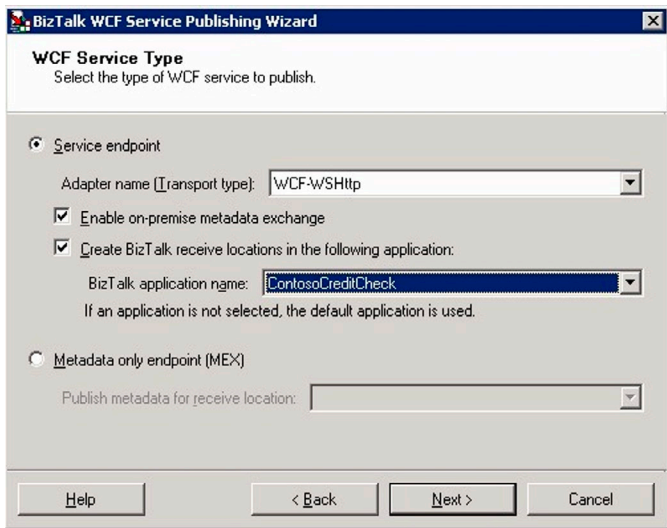 BizTalk WCF Service Publishing Wizard
WCF Service Type
Select the type of WCF service to publish.
Service endpoint
Adapter name (Transport type): WCF-WSHttp
Enable on-premise metadata exchange
Create BizTalk receive locations in the following application:
BizTalk application name: ContosoCreditCheck
If an application is not selected, the default application is used.
Metadata only endpoint (MEX)
Publish metadata for receive location:
Help < Back Next > Cancel